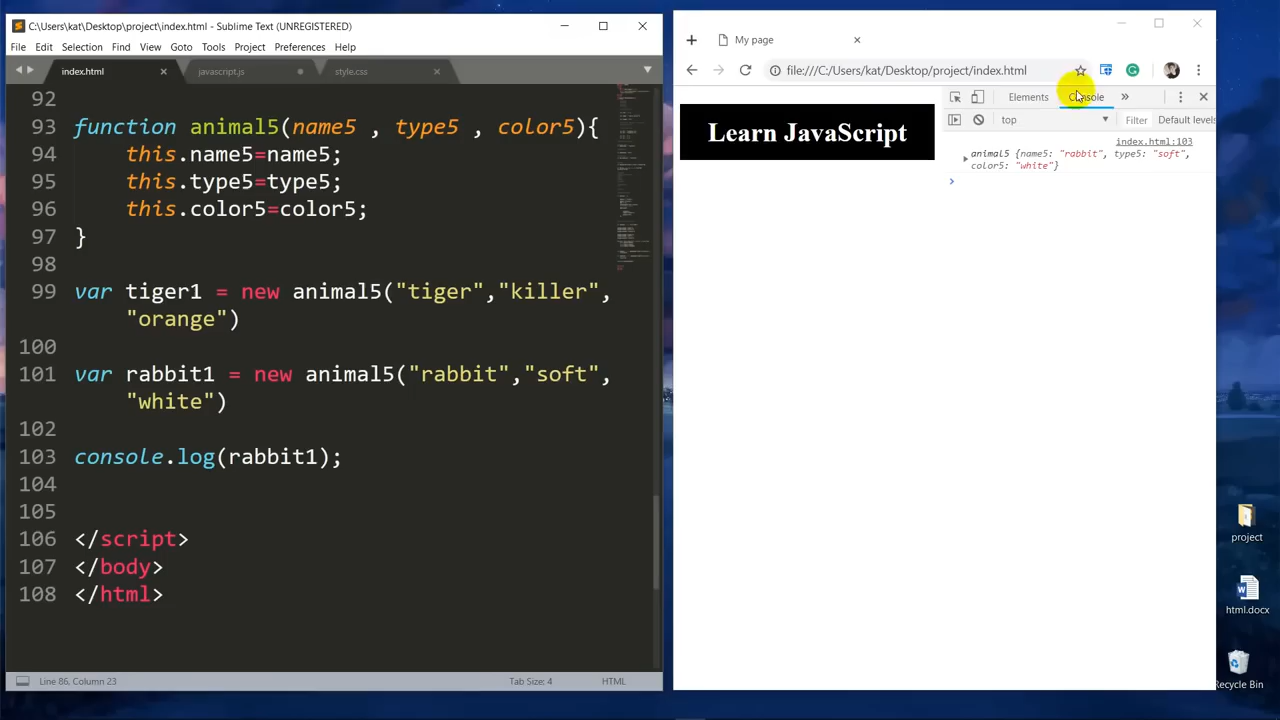 C:\Users\kat\Desktop\project\index.html - Sublime Text (UNREGISTERED)
File Edit Selection Find View Goto Tools Project Preferences Help
index.html javascript.js style.css
92
93 function animal5(name5 , type5 , color5){
94 this.name5=name5;
95 this.type5=type5;
96 this.color5=color5;
97 }
98
99 var tiger1 = new animal5("tiger","killer",
"orange")
100
101 var rabbit1 = new animal5("rabbit","soft",
"white")
102
103 console.log(rabbit1);
104
105
106 </script>
107 </body>
108 </html>
Line 86, Column 23 Tab Size: 4 HTML
My page
file:///C:/Users/kat/Desktop/project/index.html
Learn JavaScript
Elements Console
top Filter Default levels
index.html:103
animal5 {name5: "rabbit", type5: "soft",
color5: "white"}
project
html.docx
Recycle Bin